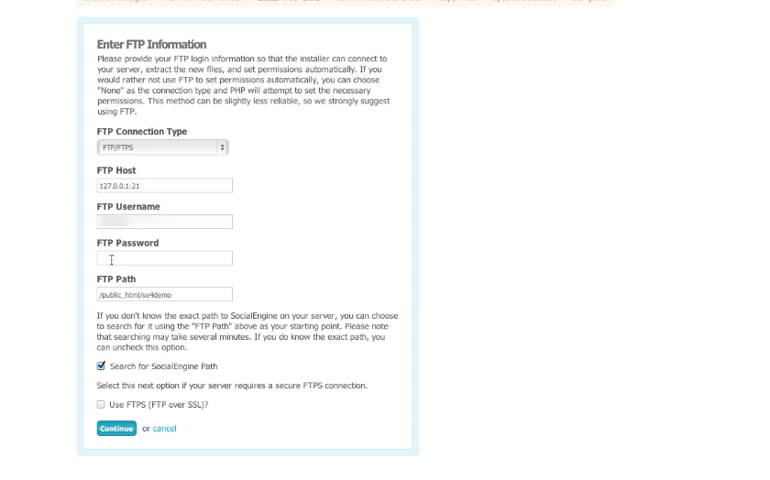 Enter FTP Information
Please provide your FTP login information so that the installer can connect to
your server, extract the new files, and set permissions automatically. If you
would rather not use FTP to set permissions automatically, you can choose
"None" as the connection type and PHP will attempt to set the necessary
permissions. This method can be slightly less reliable, so we strongly suggest
using FTP.
FTP Connection Type
FTP/FTPS
FTP Host
127.0.0.1:21
FTP Username
FTP Password
FTP Path
/public_html/se4demo
If you don't know the exact path to SocialEngine on your server, you can choose
to search for it using the "FTP Path" above as your starting point. Please note
that searching may take several minutes. If you do know the exact path, you
can uncheck this option.
Search for SocialEngine Path
Select this next option if your server requires a secure FTPS connection.
Use FTPS (FTP over SSL)?
Continue or cancel